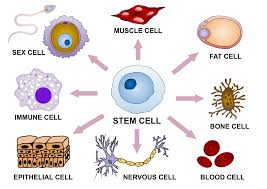 MUSCLE CELL
SEX CELL
FAT CELL
IMMUNE CELL
STEM CELL
BONE CELL
EPITHELIAL CELL
NERVOUS CELL
BLOOD CELL